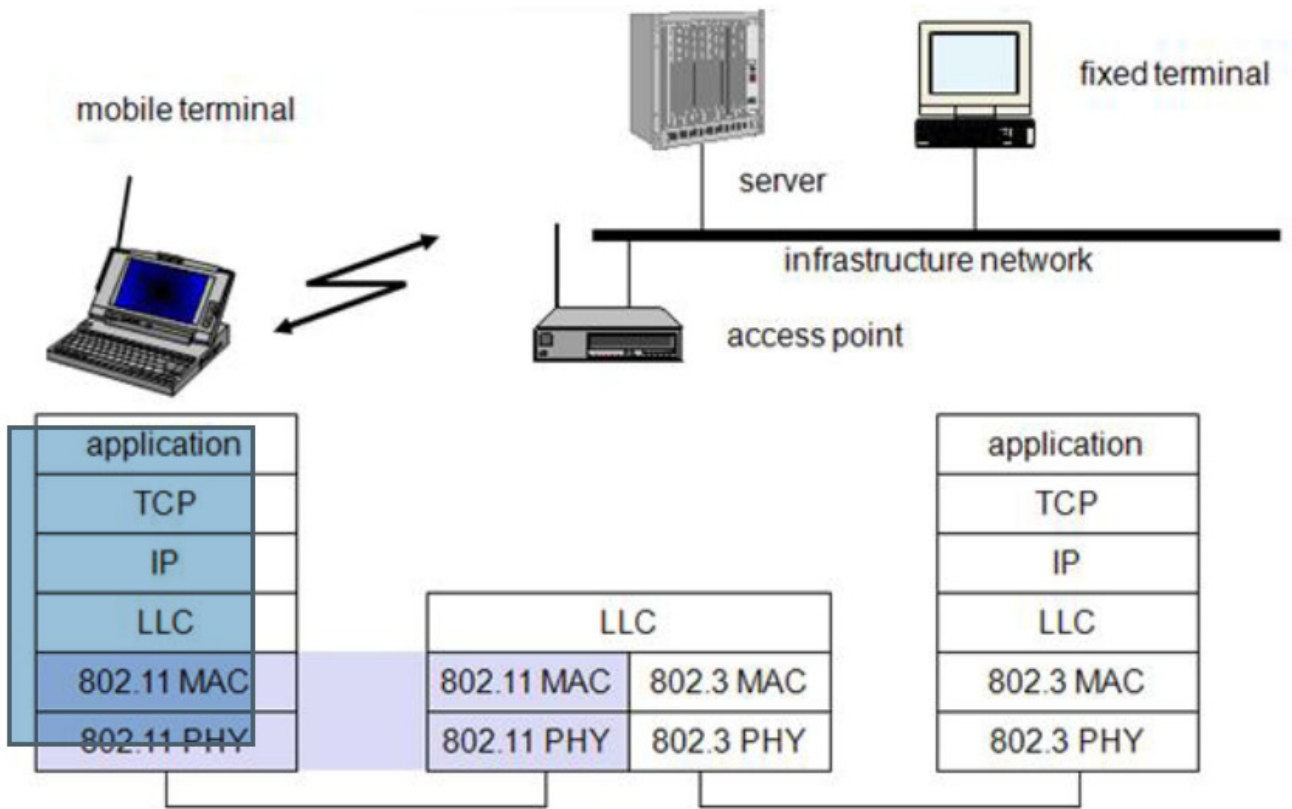 mobile terminal
fixed terminal
server
infrastructure network
access point
application
TCP
IP
LLC
802.11 MAC
802.11 PHY
LLC
802.11 MAC
802.3 MAC
802.11 PHY
802.3 PHY
application
TCP
IP
LLC
802.3 MAC
802.3 PHY